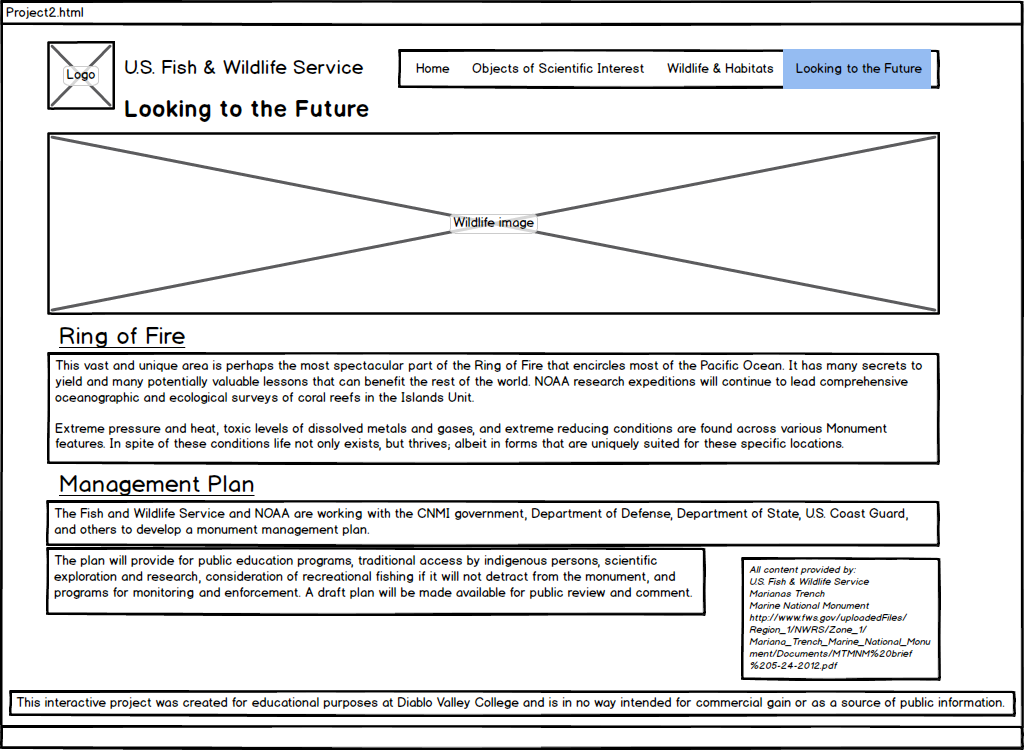 Project2.html
Logo
U.S. Fish & Wildlife Service
Home Objects of Scientific Interest Wildlife & Habitats Looking to the Future
Looking to the Future
Wildlife image
Ring of Fire
This vast and unique area is perhaps the most spectacular part of the Ring of Fire that encircles most of the Pacific Ocean. It has many secrets to
yield and many potentially valuable lessons that can benefit the rest of the world. NOAA research expeditions will continue to lead comprehensive
oceanographic and ecological surveys of coral reefs in the Islands Unit.
Extreme pressure and heat, toxic levels of dissolved metals and gases, and extreme reducing conditions are found across various Monument
features. In spite of these conditions life not only exists, but thrives; albeit in forms that are uniquely suited for these specific locations.
Management Plan
The Fish and Wildlife Service and NOAA are working with the CNMI government, Department of Defense, Department of State, U.S. Coast Guard,
and others to develop a monument management plan.
The plan will provide for public education programs, traditional access by indigenous persons, scientific
exploration and research, consideration of recreational fishing if it will not detract from the monument, and
programs for monitoring and enforcement. A draft plan will be made available for public review and comment.
All content provided by:
U.S. Fish & Wildlife Service
Marianas Trench
Marine National Monument
http://www.fws.gov/uploadedFiles/
Region_1/NWRS/Zone_1/
Mariana_Trench_Marine_National_Monu
ment/Documents/MTMNM%20brief
%205-24-2012.pdf
This interactive project was created for educational purposes at Diablo Valley College and is in no way intended for commercial gain or as a source of public information.